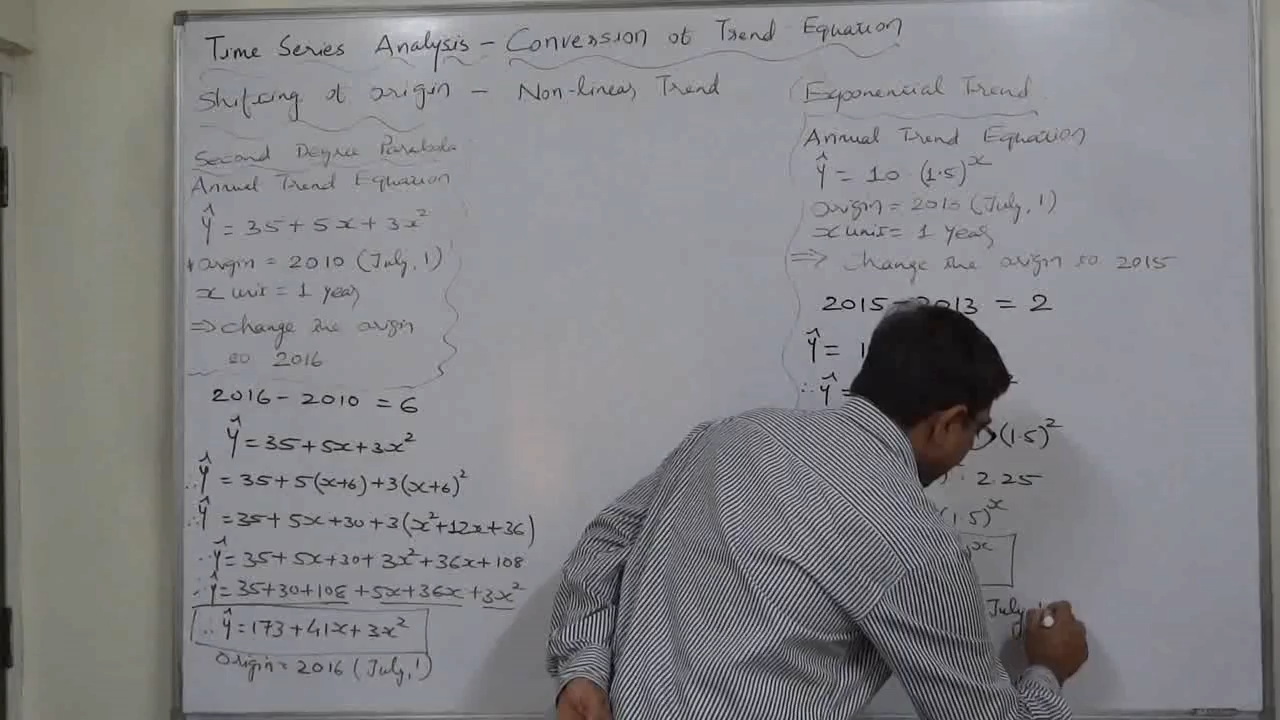 Time Series Analysis - Conversion of Trend Equation
Shifting of origin - Non-linear Trend
Second Degree Parabola
Annual Trend Equation
Ŷ = 35 + 5x + 3x²
origin = 2010 (July, 1)
x unit = 1 year
⇒ change the origin
to 2016
2016 - 2010 = 6
Ŷ = 35 + 5x + 3x²
∴ Ŷ = 35 + 5(x+6) + 3(x+6)²
∴ Ŷ = 35 + 5x + 30 + 3(x² + 12x + 36)
∴ Ŷ = 35 + 5x + 30 + 3x² + 36x + 108
∴ Ŷ = 35 + 30 + 108 + 5x + 36x + 3x²
∴ Ŷ = 173 + 41x + 3x²
Origin = 2016 (July, 1)
Exponential Trend
Annual Trend Equation
Ŷ = 10 (1.5)ˣ
origin = 2013 (July, 1)
x unit = 1 year
⇒ change the origin to 2015
2015 - 2013 = 2
Ŷ = 1
∴ Ŷ =
(1.5)²
2.25
(1.5)ˣ
July, 1